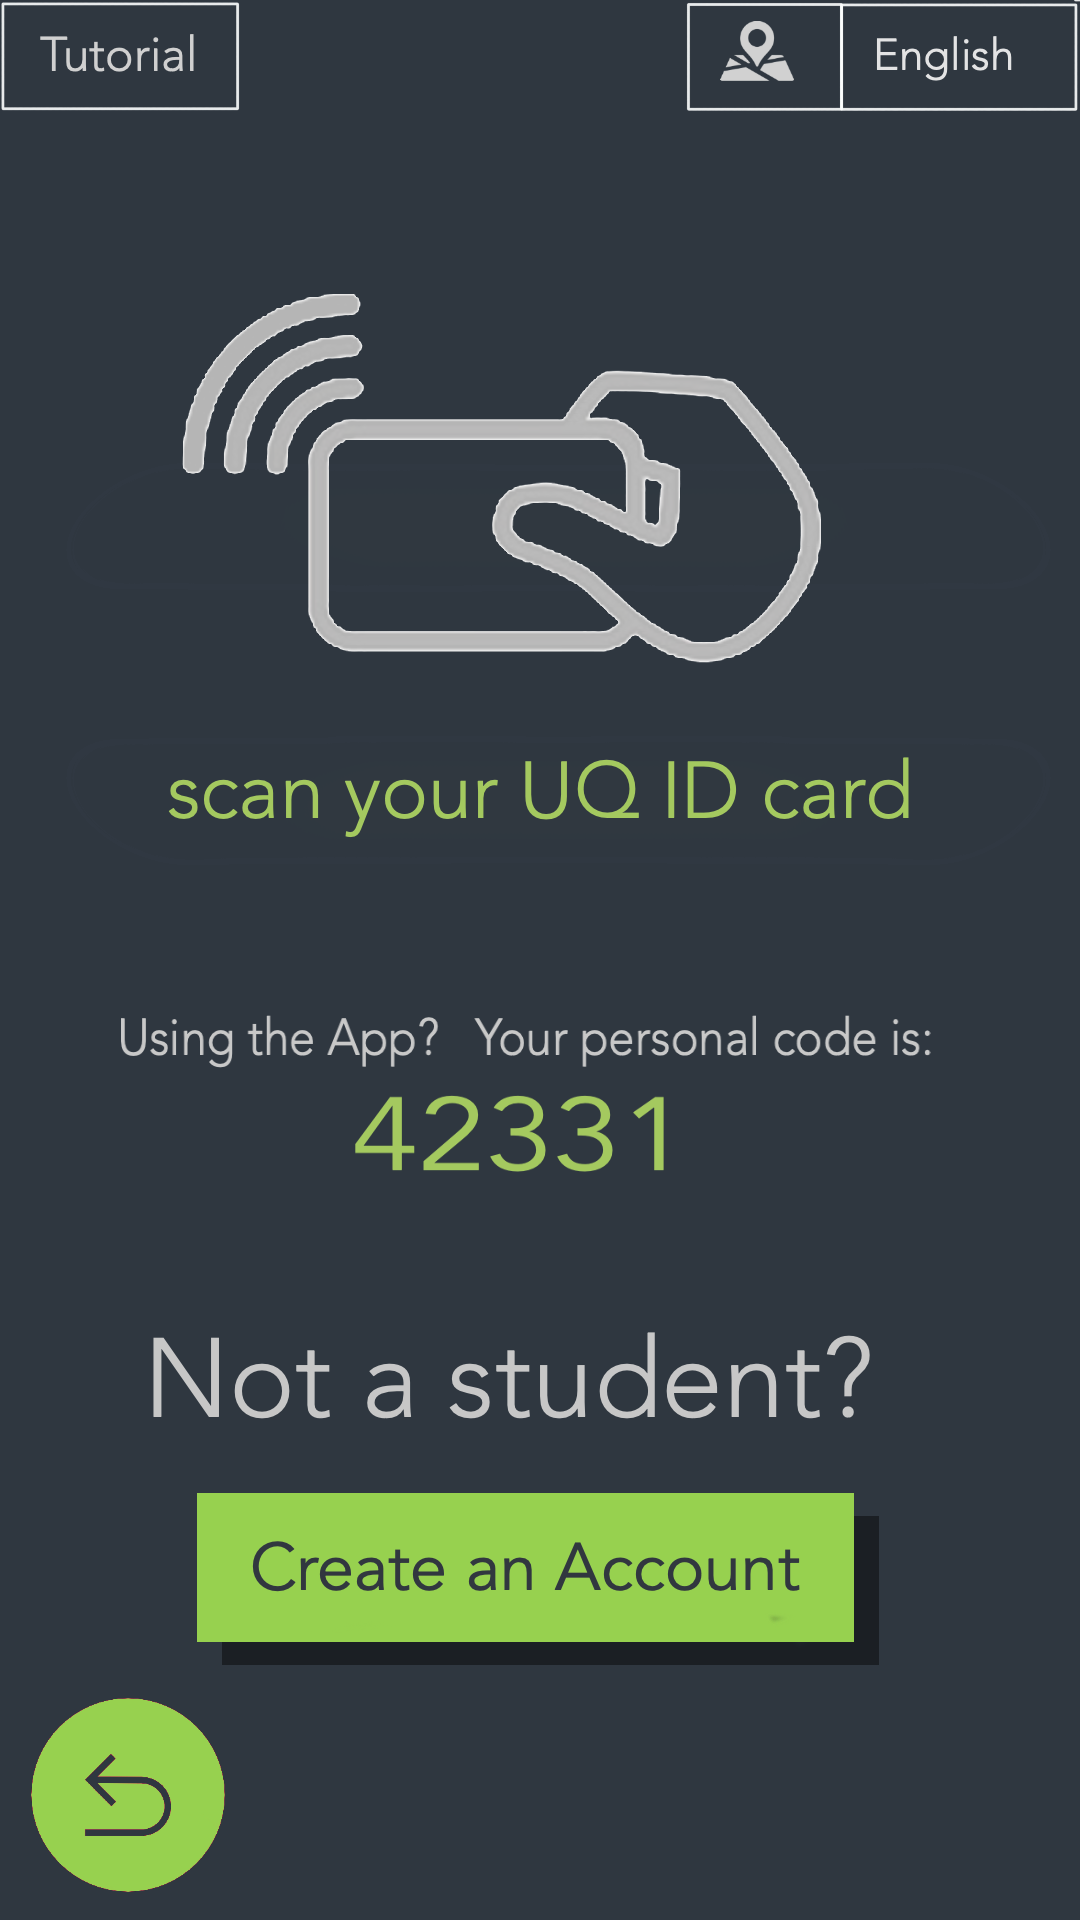 Tutorial
English
scan your UQ ID card
Using the App? Your personal code is:
42331
Not a student?
Create an Account